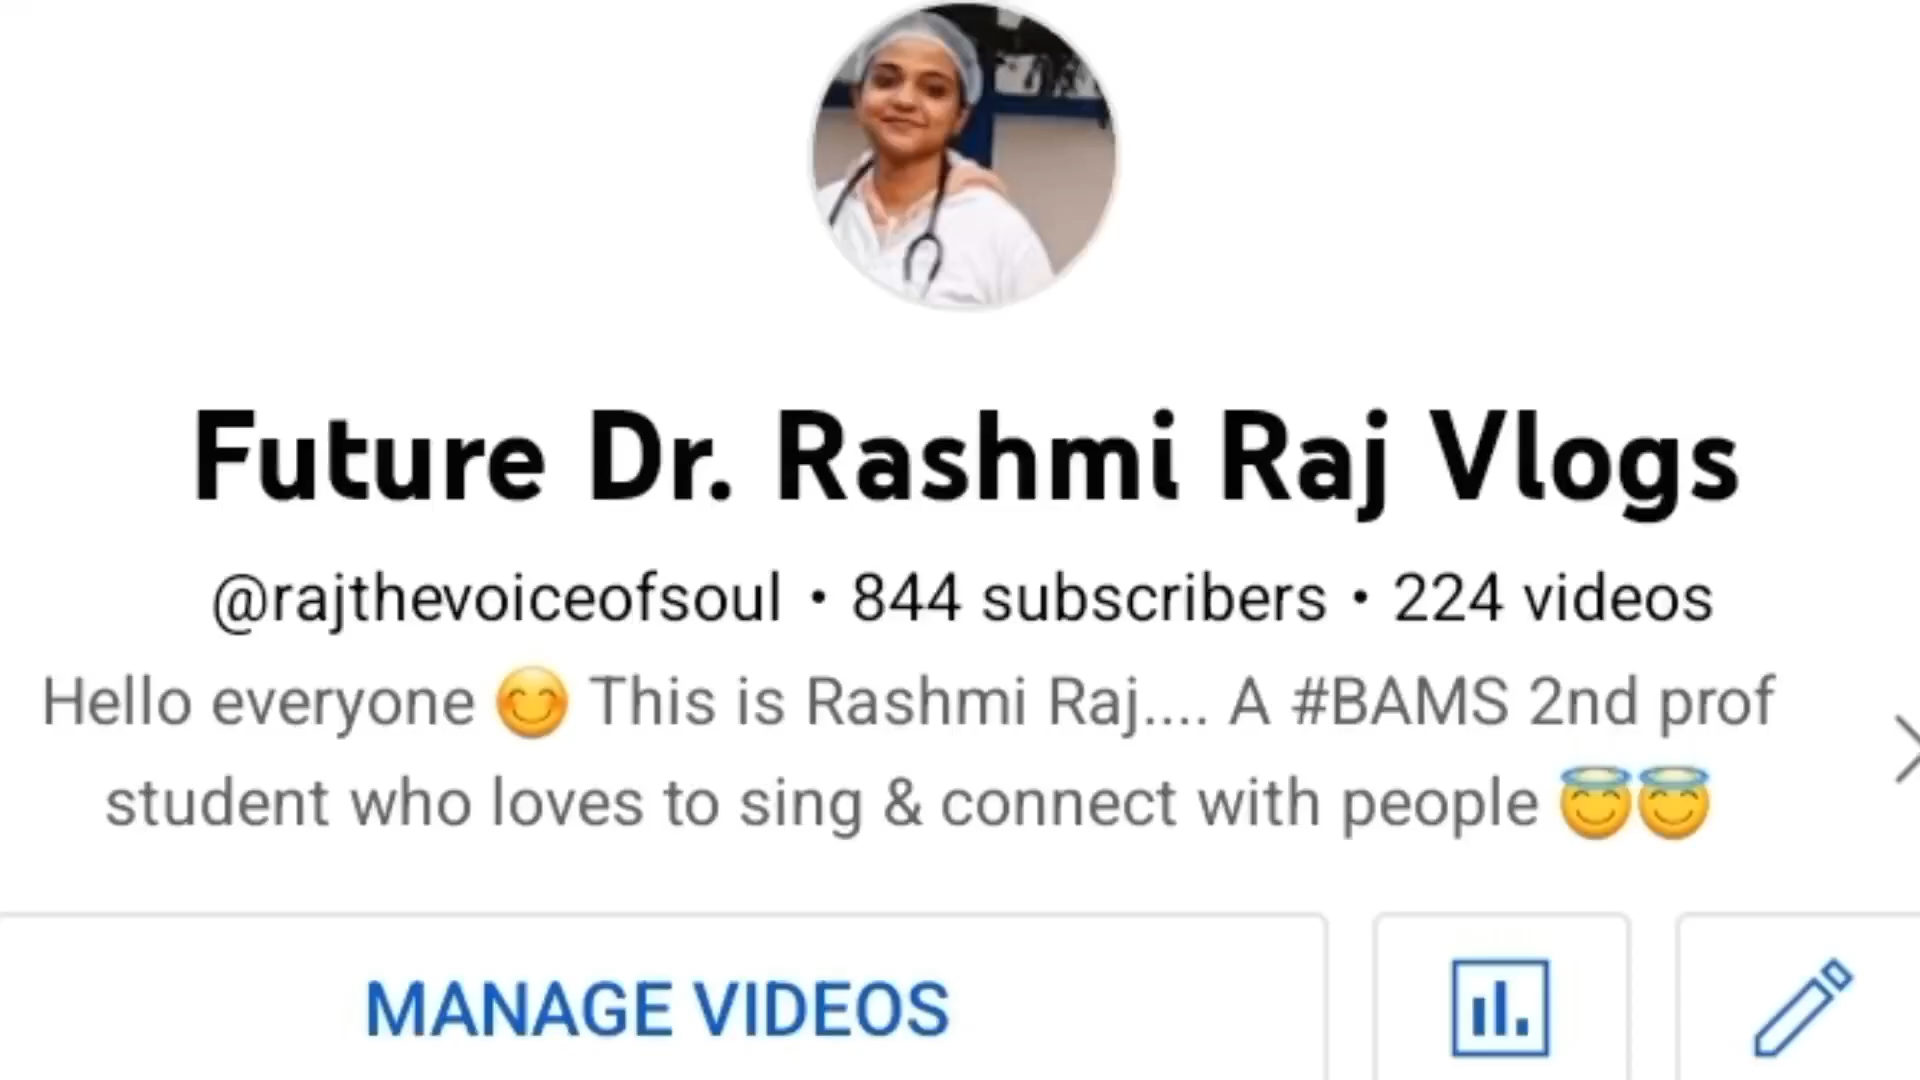 Future Dr. Rashmi Raj Vlogs
@rajthevoiceofsoul • 844 subscribers • 224 videos
Hello everyone 😊 This is Rashmi Raj.... A #BAMS 2nd prof
student who loves to sing & connect with people 😇😇
MANAGE VIDEOS